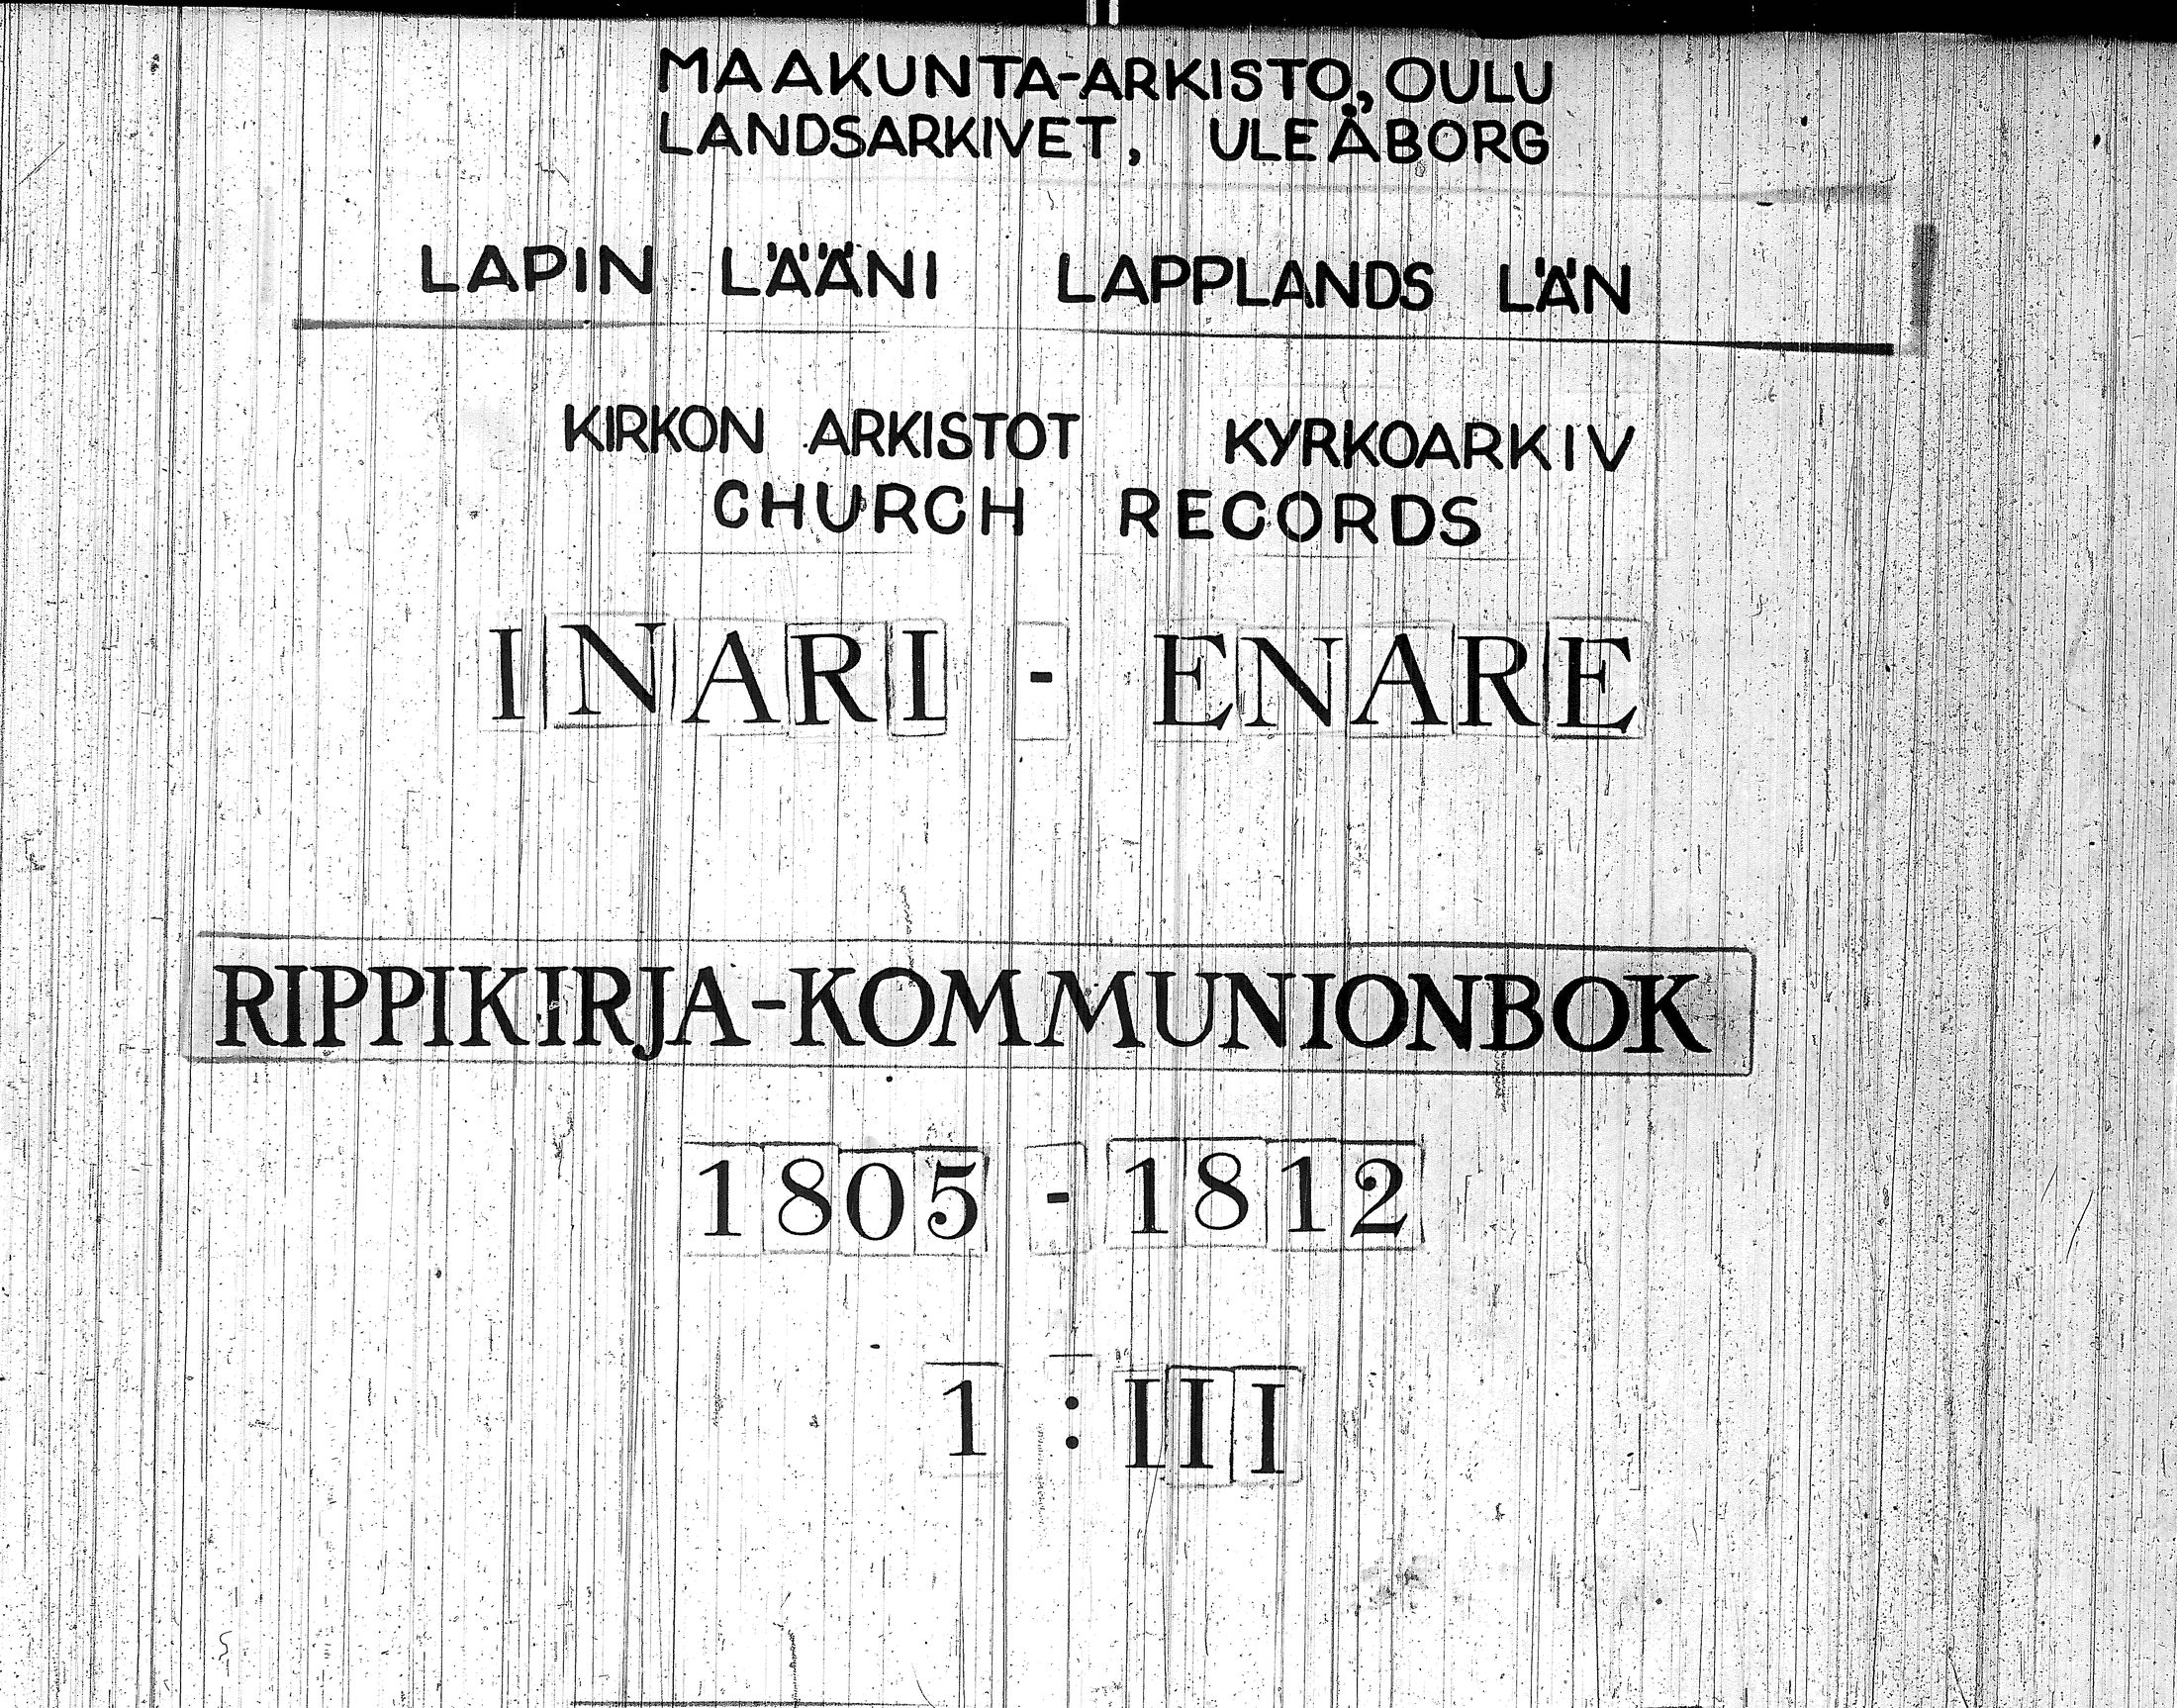 MAAKUNTA-ARKISTO, OULU
LANDSARKIVET, ULEÅBORG
LAPIN LÄÄNI LAPPLANDS LÄN
KIRKON ARKISTOT KYRKOARKIV
CHURCH RECORDS
INARI - ENARE
RIPPIKIRJA-KOMMUNIONBOK
1805 - 1812
1 : III